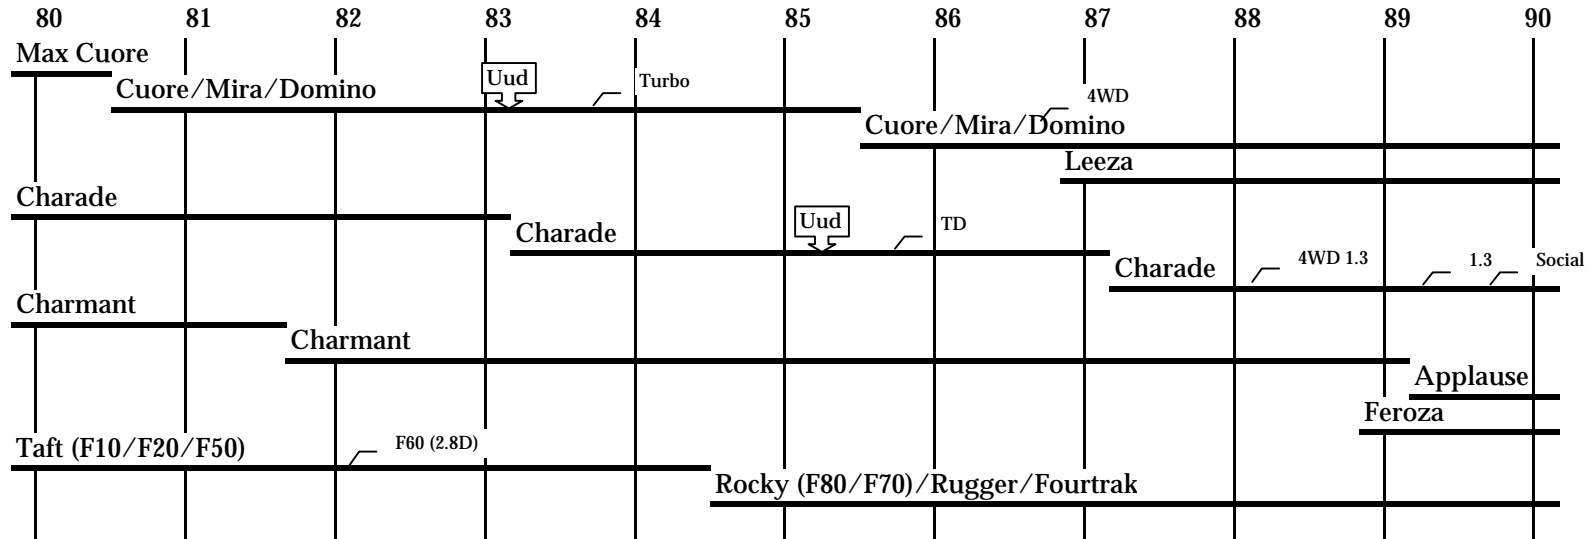 80 81 82 83 84 85 86 87 88 89 90
Max Cuore
Cuore/Mira/Domino Uud Turbo
4WD
Cuore/Mira/Domino
Leeza
Charade
Charade Uud TD
Charade 4WD 1.3 1.3 Social
Charmant
Charmant
Applause
Feroza
Taft (F10/F20/F50) F60 (2.8D)
Rocky (F80/F70)/Rugger/Fourtrak